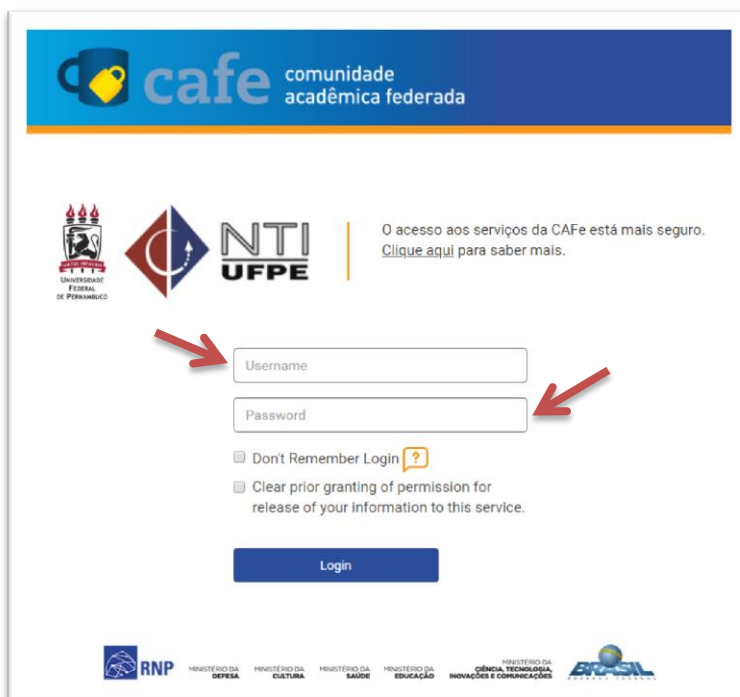 cafe comunidade
acadêmica federada
UNIVERSIDADE
FEDERAL
DE PERNAMBUCO
NTI
UFPE
O acesso aos serviços da CAFe está mais seguro.
Clique aqui para saber mais.
Username
Password
Don't Remember Login ?
Clear prior granting of permission for
release of your information to this service.
Login
RNP
MINISTÉRIO DA
DEFESA
MINISTÉRIO DA
CULTURA
MINISTÉRIO DA
SAÚDE
MINISTÉRIO DA
EDUCAÇÃO
MINISTÉRIO DA
CIÊNCIA, TECNOLOGIA,
INOVAÇÕES E COMUNICAÇÕES
BRASIL
GOVERNO FEDERAL